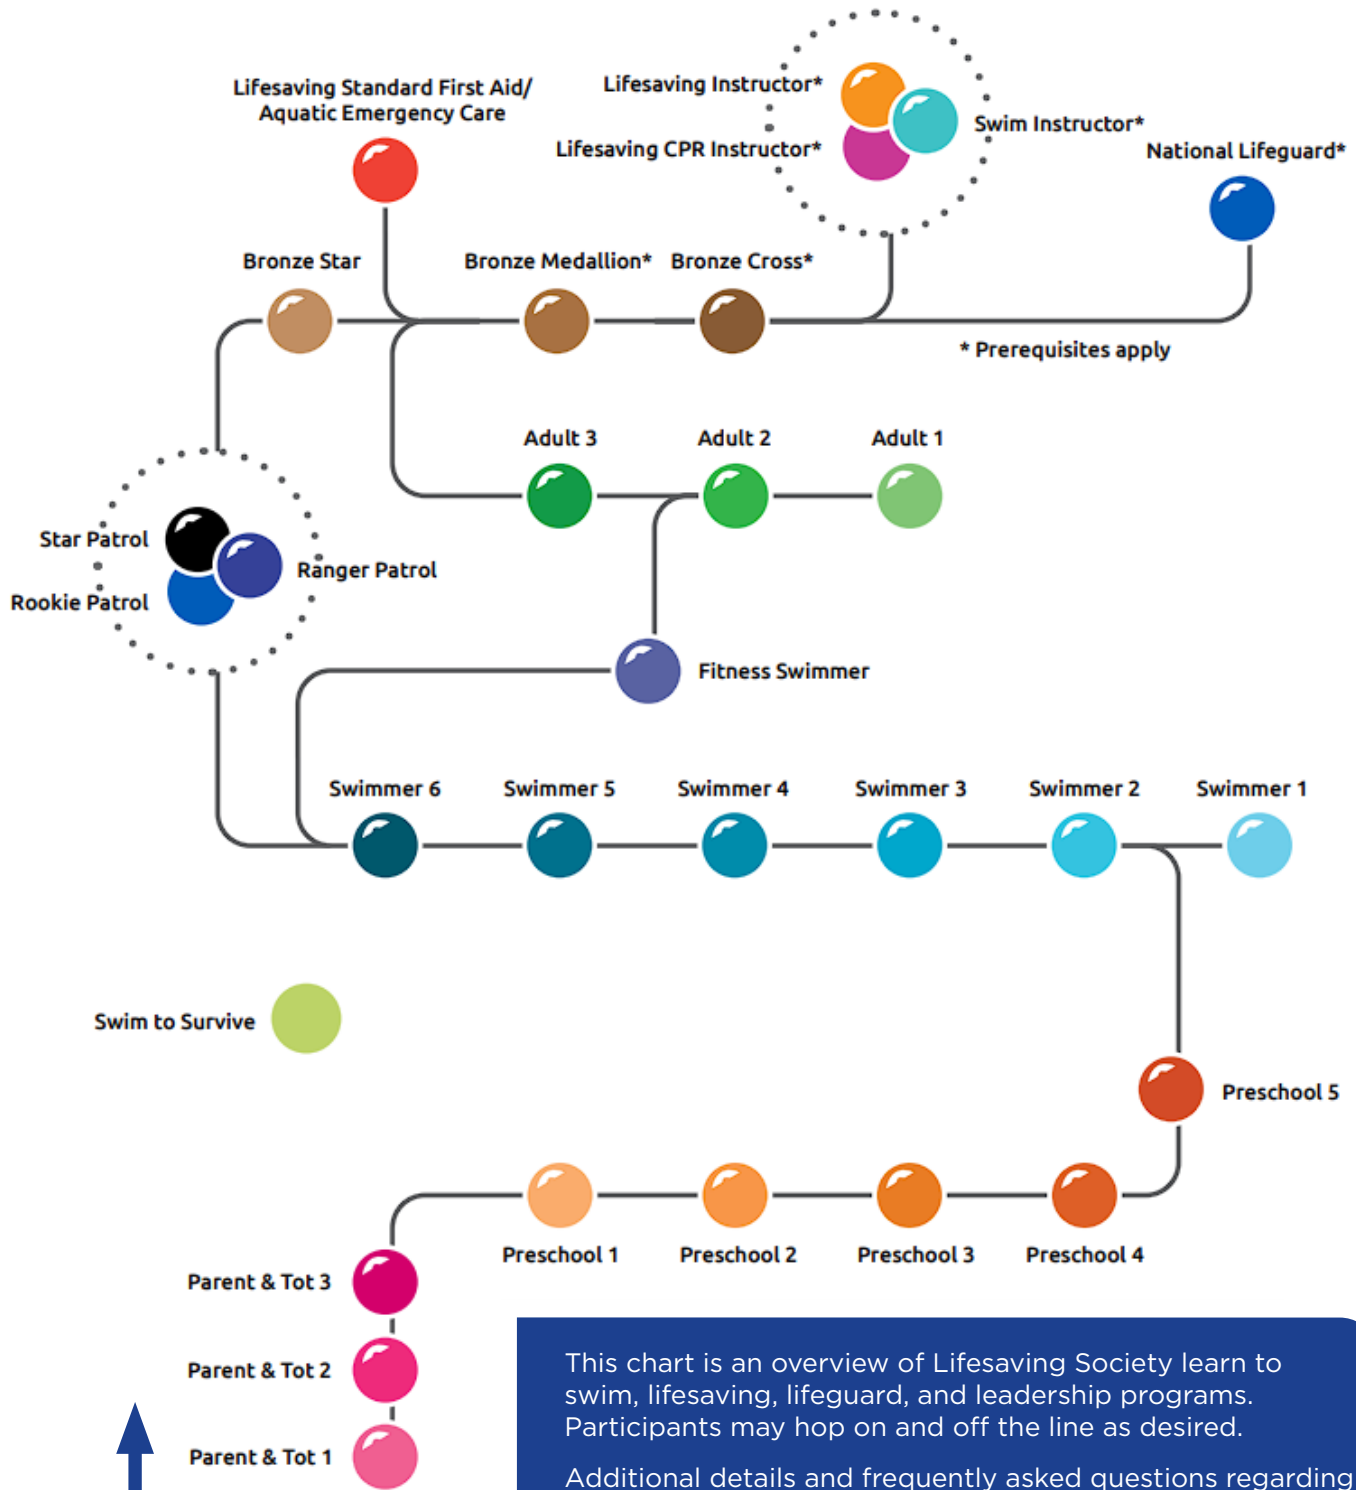 Lifesaving Standard First Aid/
Aquatic Emergency Care
Lifesaving Instructor*
Swim Instructor*
Lifesaving CPR Instructor*
National Lifeguard*
Bronze Star
Bronze Medallion*
Bronze Cross*
* Prerequisites apply
Adult 3
Adult 2
Adult 1
Star Patrol
Ranger Patrol
Rookie Patrol
Fitness Swimmer
Swimmer 6
Swimmer 5
Swimmer 4
Swimmer 3
Swimmer 2
Swimmer 1
Swim to Survive
Preschool 5
Preschool 1
Preschool 2
Preschool 3
Preschool 4
Parent & Tot 3
Parent & Tot 2
Parent & Tot 1
This chart is an overview of Lifesaving Society learn to
swim, lifesaving, lifeguard, and leadership programs.
Participants may hop on and off the line as desired.
Additional details and frequently asked questions regarding